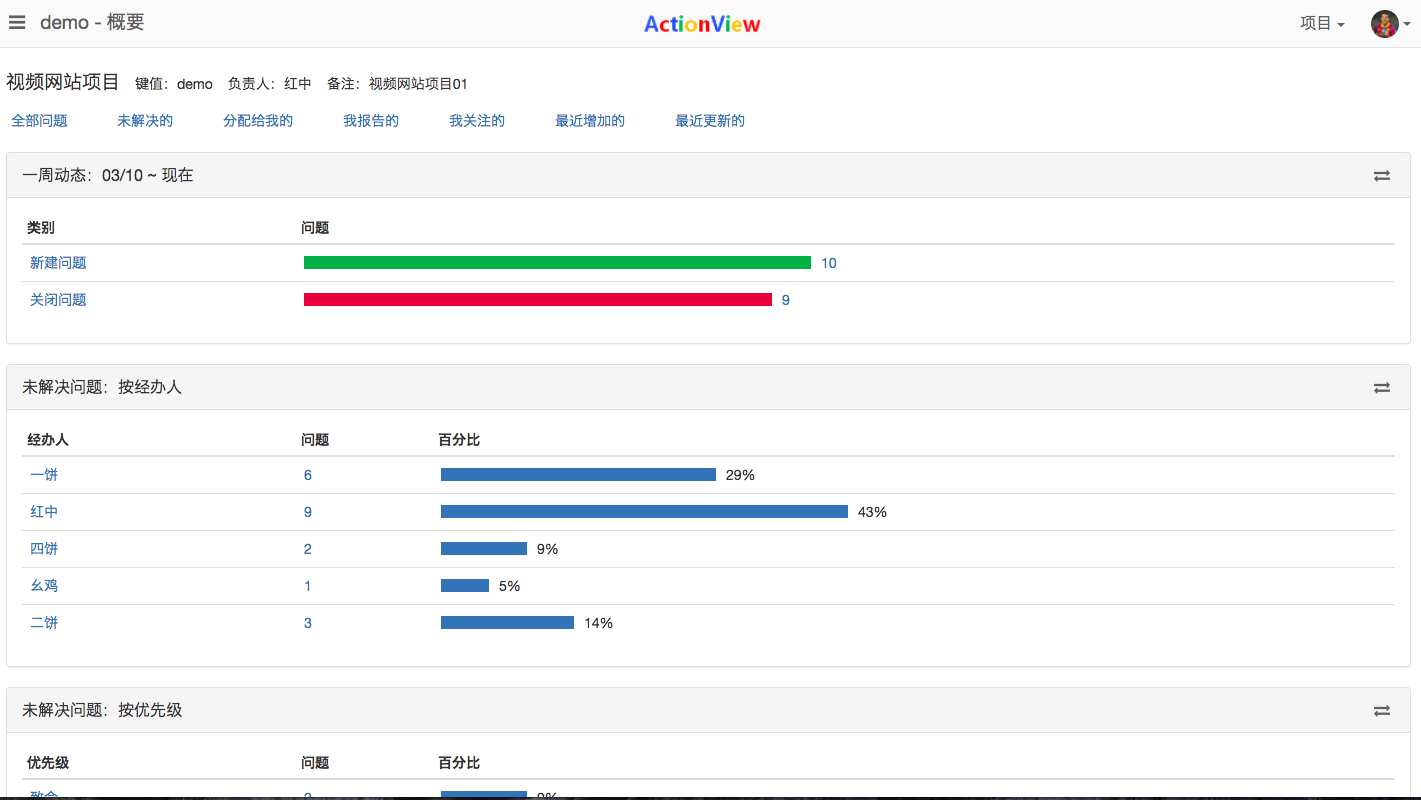 demo - 概要 ActionView 项目
视频网站项目 键值：demo 负责人：红中 备注：视频网站项目01
全部问题 未解决的 分配给我的 我报告的 我关注的 最近增加的 最近更新的
一周动态：03/10 ~ 现在
类别 问题
新建问题 10
关闭问题 9
未解决问题：按经办人
经办人 问题 百分比
一饼 6 29%
红中 9 43%
四饼 2 9%
幺鸡 1 5%
二饼 3 14%
未解决问题：按优先级
优先级 问题 百分比
致命 2 9%